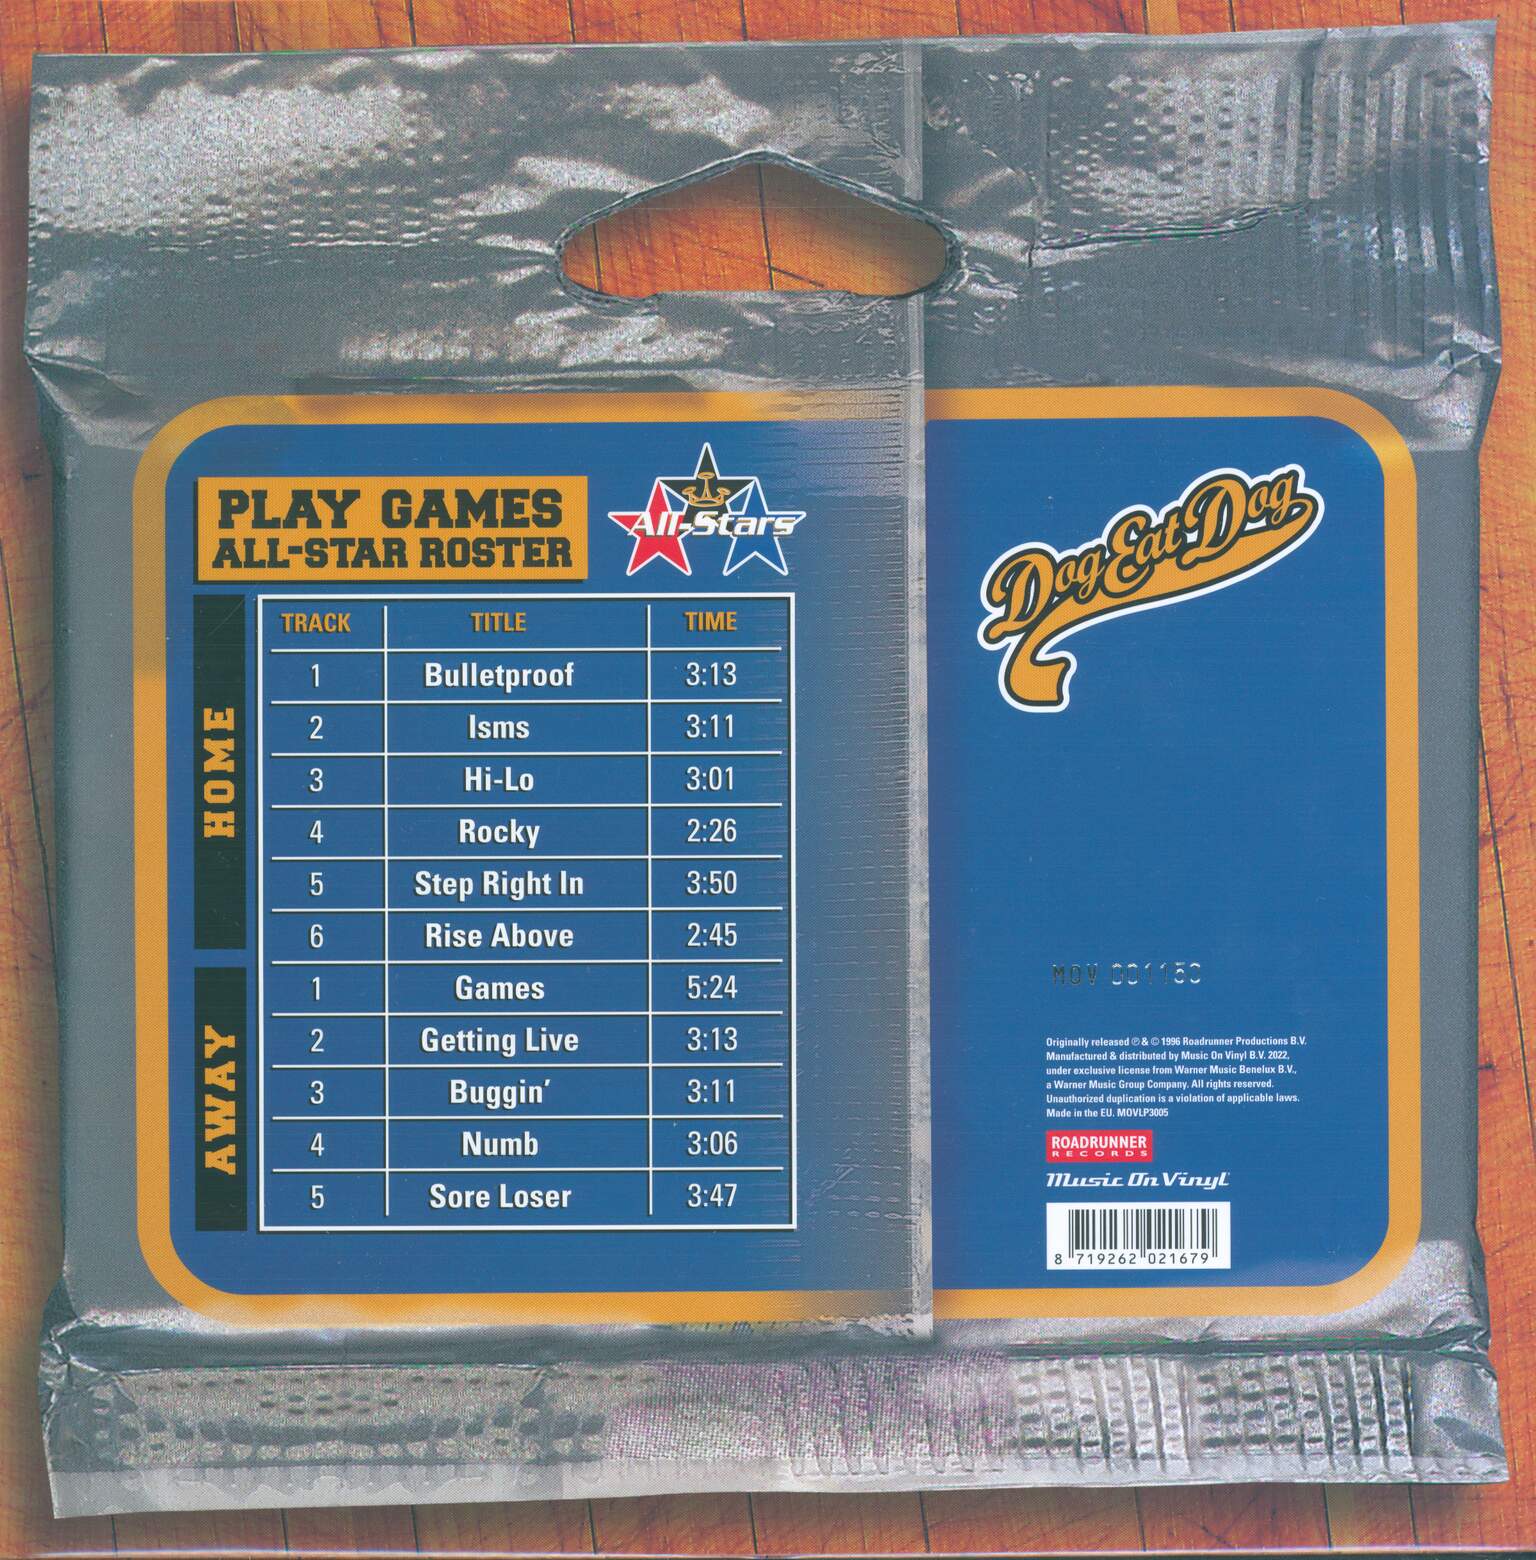 PLAY GAMES
ALL-STAR ROSTER
All-Stars
TRACK TITLE TIME
HOME
1 Bulletproof 3:13
2 Isms 3:11
3 Hi-Lo 3:01
4 Rocky 2:26
5 Step Right In 3:50
6 Rise Above 2:45
AWAY
1 Games 5:24
2 Getting Live 3:13
3 Buggin' 3:11
4 Numb 3:06
5 Sore Loser 3:47
Dog Eat Dog
MOV
Originally released ℗ & © 1996 Roadrunner Productions B.V.
Manufactured & distributed by Music On Vinyl B.V. 2022,
under exclusive license from Warner Music Benelux B.V.,
a Warner Music Group Company. All rights reserved.
Unauthorized duplication is a violation of applicable laws.
Made in the EU. MOVLP3005
ROADRUNNER
RECORDS
Music On Vinyl
8 719262 021679